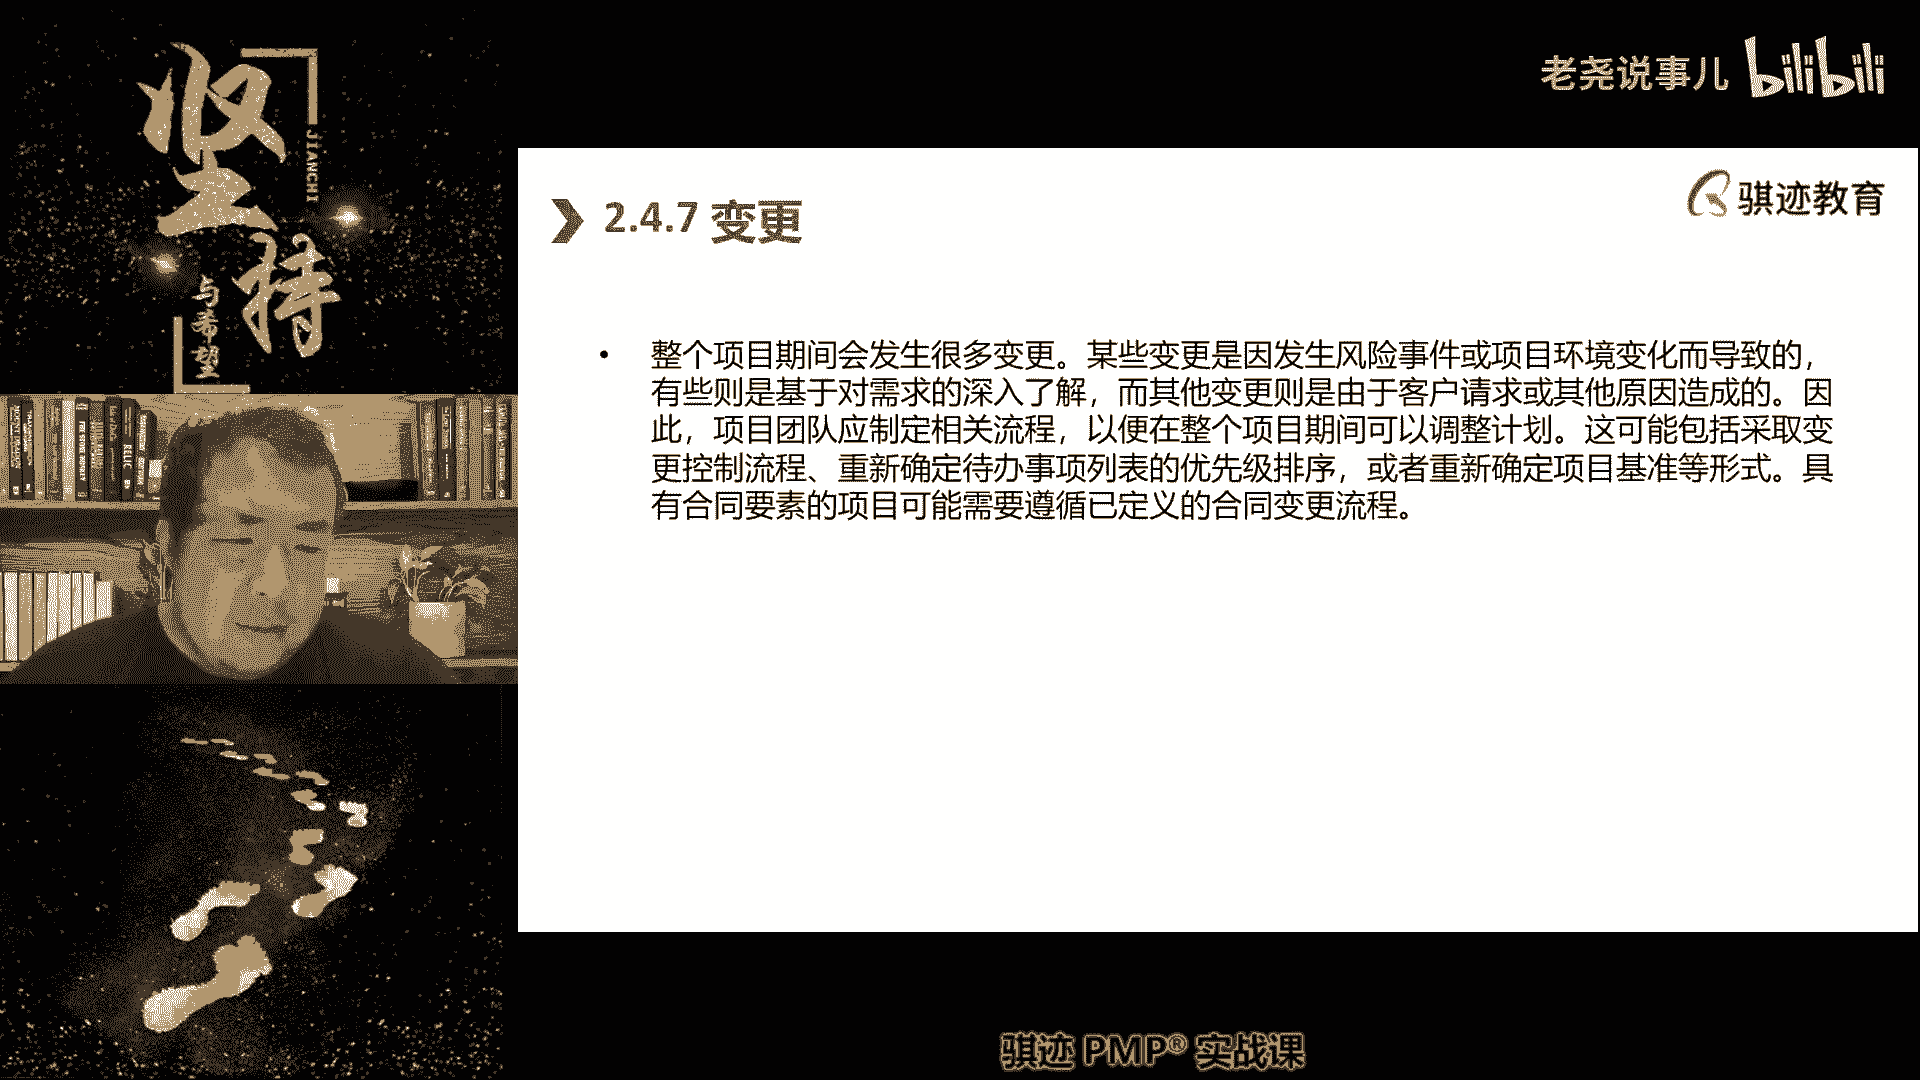 坚持
JIANCHI
与希望
老尧说事儿 bilibili
骐迹教育
2.4.7 变更
• 整个项目期间会发生很多变更。某些变更是因发生风险事件或项目环境变化而导致的，
有些则是基于对需求的深入了解，而其他变更则是由于客户请求或其他原因造成的。因
此，项目团队应制定相关流程，以便在整个项目期间可以调整计划。这可能包括采取变
更控制流程、重新确定待办事项列表的优先级排序，或者重新确定项目基准等形式。具
有合同要素的项目可能需要遵循已定义的合同变更流程。
骐迹 PMP® 实战课